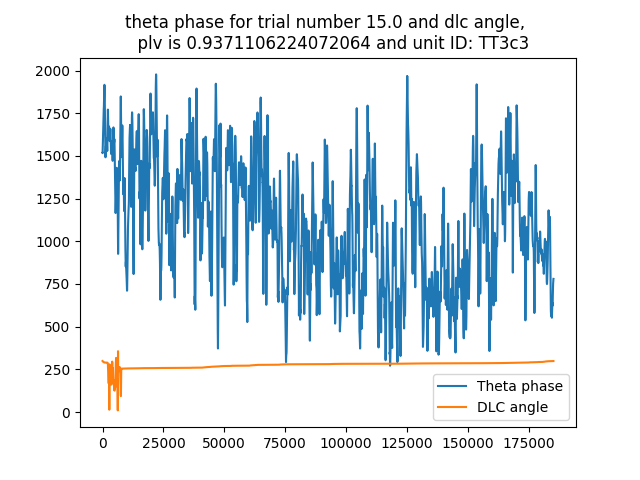 theta phase for trial number 15.0 and dlc angle,
plv is 0.9371106224072064 and unit ID: TT3c3
2000
1750
1500
1250
1000
750
500
250
0
Theta phase
DLC angle
0 25000 50000 75000 100000 125000 150000 175000